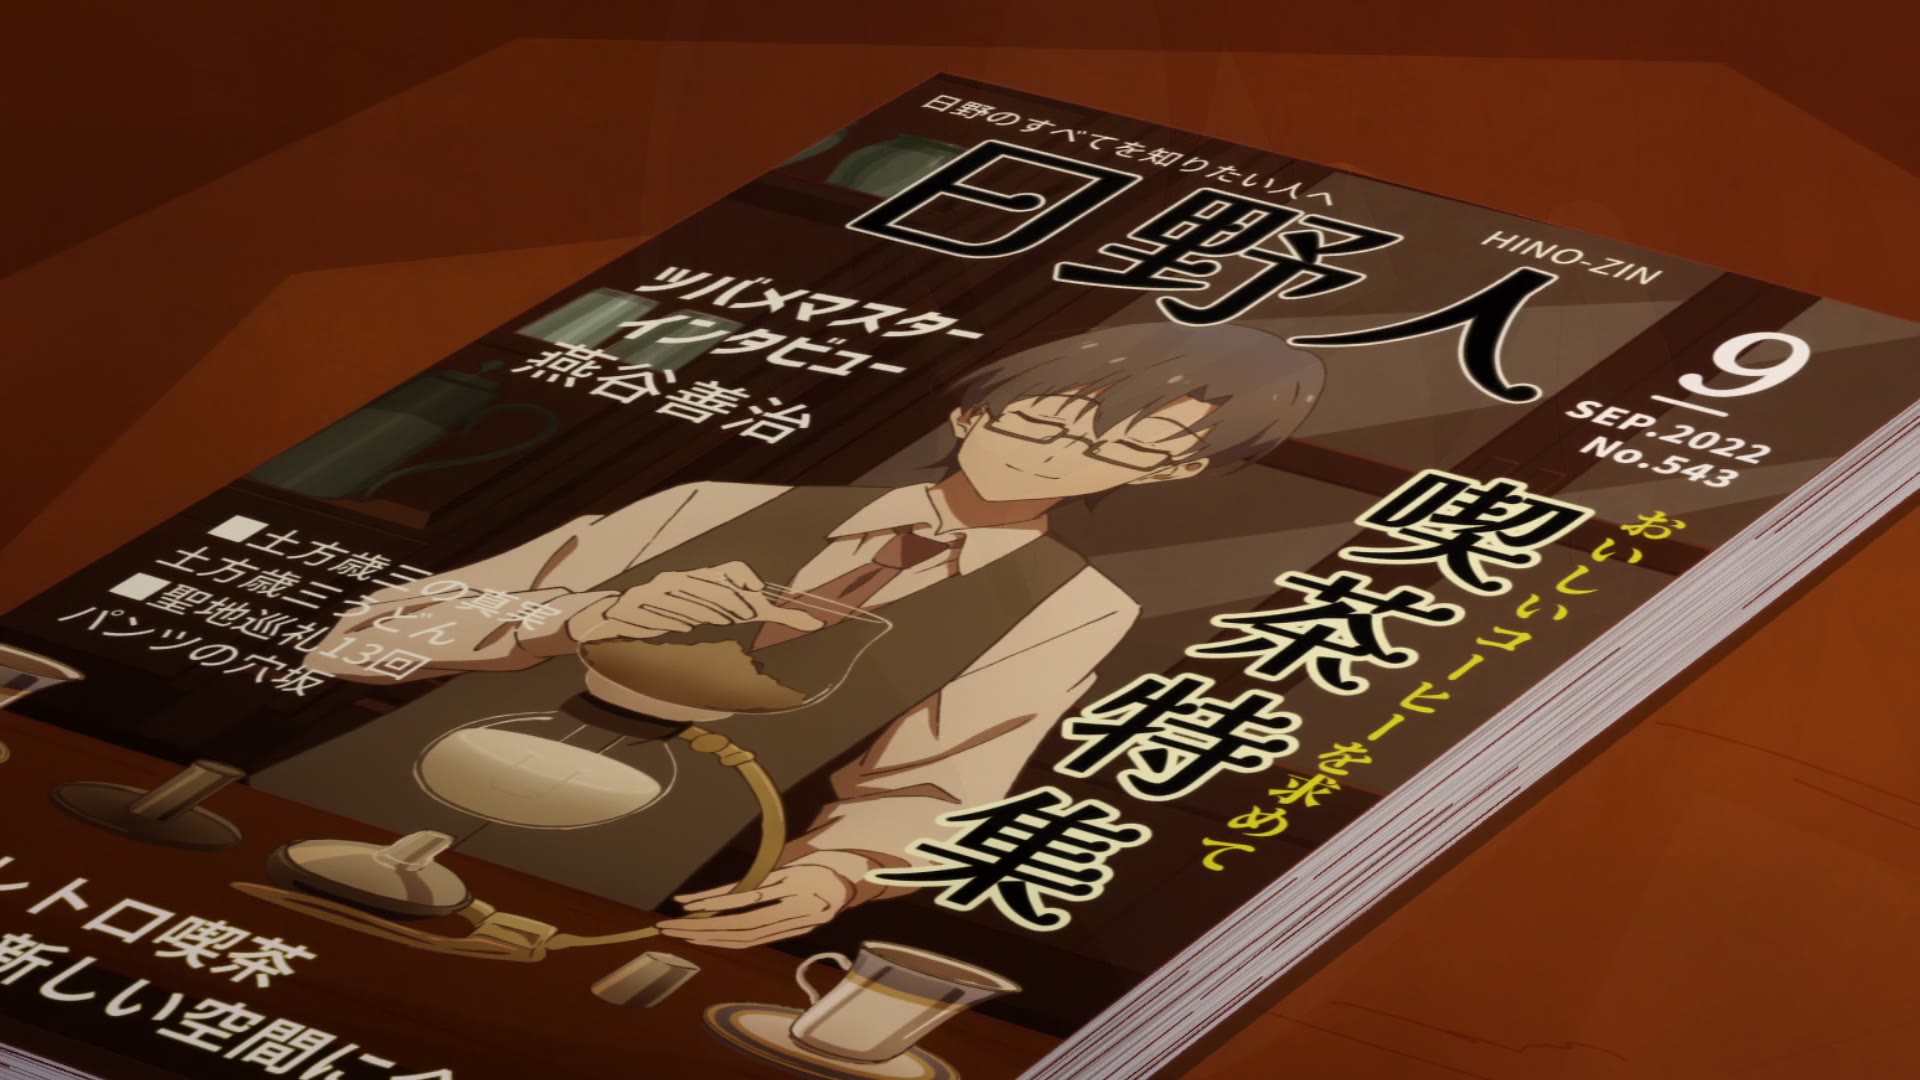 日野のすべてを知りたい人へ
日野人
HINO-ZIN
9
SEP.2022
No.543
ツバメマスター
インタビュー
燕谷善治
おいしいコーヒーを求めて
喫茶特集
■土方歳三の真実
土方歳三うどん
■聖地巡礼13回
パンツの穴坂
レトロ喫茶
新しい空間に